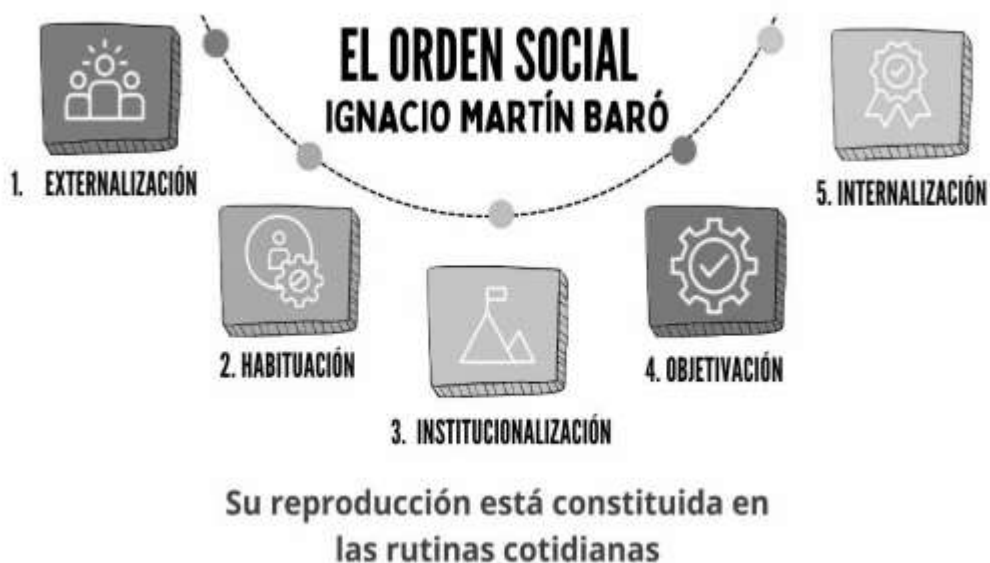 EL ORDEN SOCIAL
IGNACIO MARTÍN BARÓ
1. EXTERNALIZACIÓN
2. HABITUACIÓN
3. INSTITUCIONALIZACIÓN
4. OBJETIVACIÓN
5. INTERNALIZACIÓN
Su reproducción está constituida en
las rutinas cotidianas